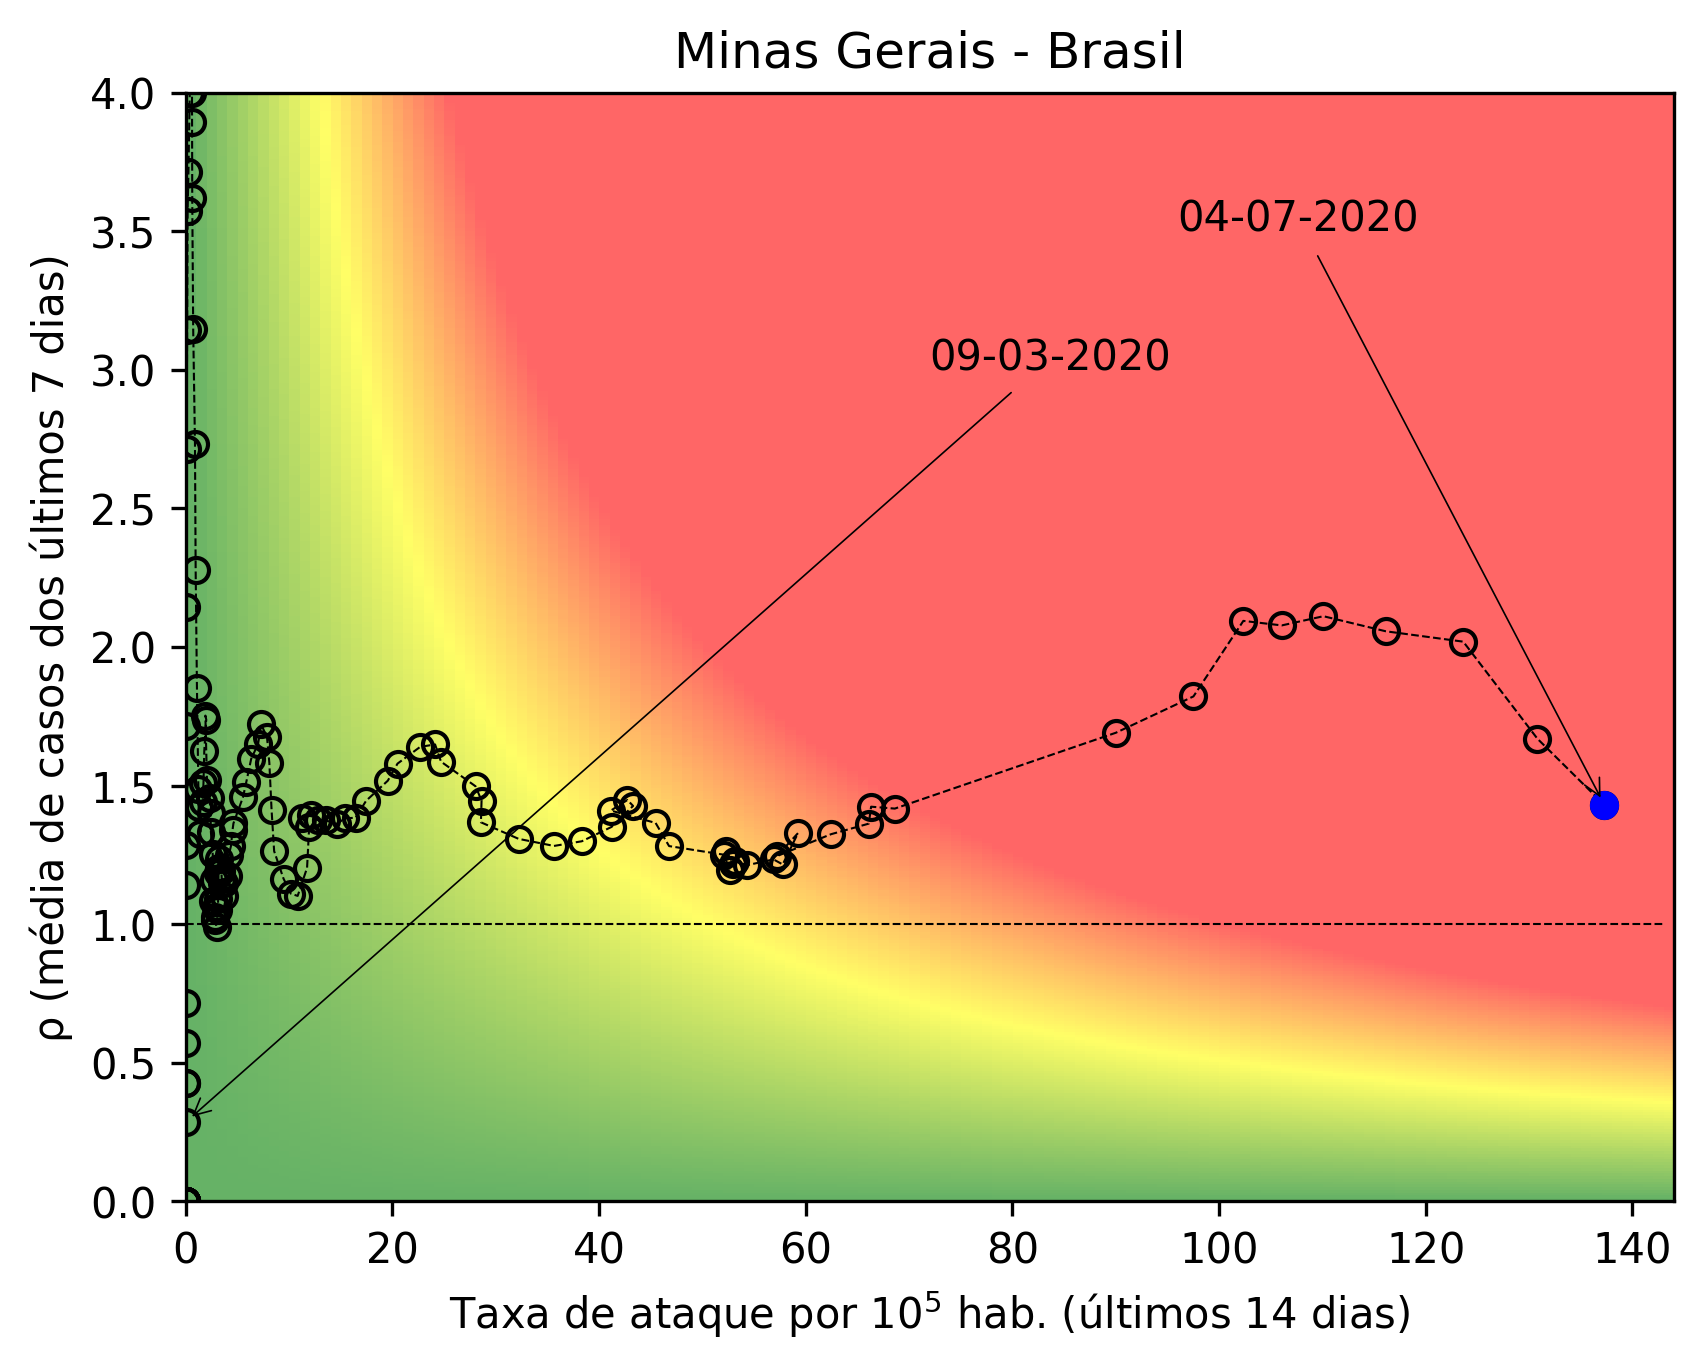 Minas Gerais - Brasil
4.0
3.5
3.0
2.5
2.0
1.5
1.0
0.5
0.0
ρ (média de casos dos últimos 7 dias)
04-07-2020
09-03-2020
0 20 40 60 80 100 120 140
Taxa de ataque por 10⁵ hab. (últimos 14 dias)